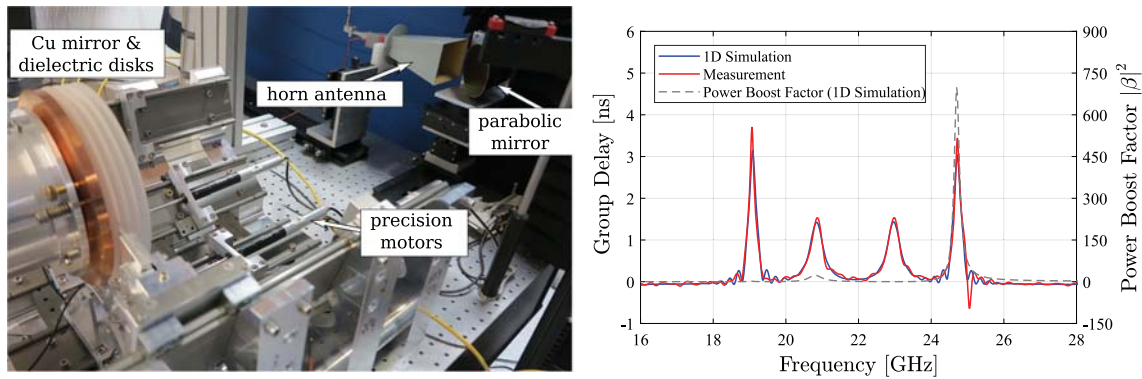 Cu mirror &
dielectric disks
horn antenna
parabolic
mirror
precision
motors
1D Simulation
Measurement
Power Boost Factor (1D Simulation)
Group Delay [ns]
6
5
4
3
2
1
0
-1
16
18
20
22
24
26
28
Frequency [GHz]
900
750
600
450
300
150
0
-150
Power Boost Factor |β|²